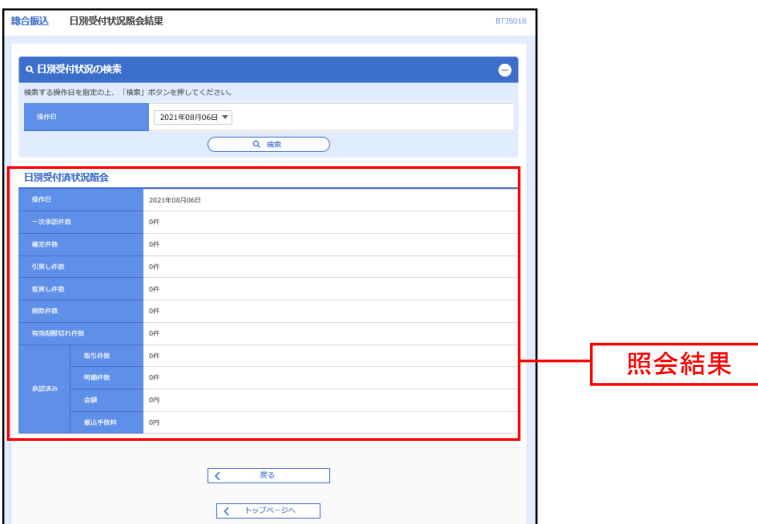 総合振込 日別受付状況照会結果 BTJS018
日別受付状況の検索
検索する操作日を指定の上、「検索」ボタンを押してください。
操作日 2021年08月06日
検索
日別受付済状況照会
操作日 2021年08月06日
一次承認件数 0件
確定件数 0件
引戻し件数 0件
差戻し件数 0件
削除件数 0件
有効期限切れ件数 0件
承認済み 取引件数 0件
明細件数 0件
金額 0円
振込手数料 0円
照会結果
戻る
トップページへ